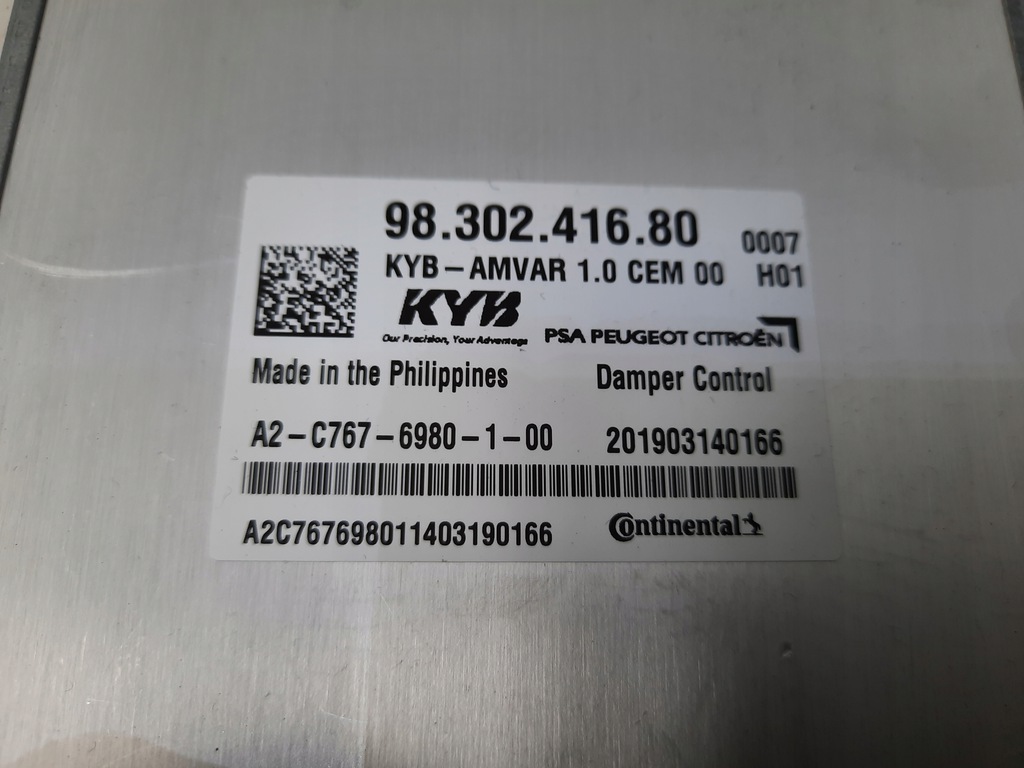 98.302.416.80 0007
KYB-AMVAR 1.0 CEM 00 H01
KYB
Our Precision, Your Advantage PSA PEUGEOT CITROËN
Made in the Philippines Damper Control
A2-C767-6980-1-00 201903140166
A2C767698011403190166 Continental